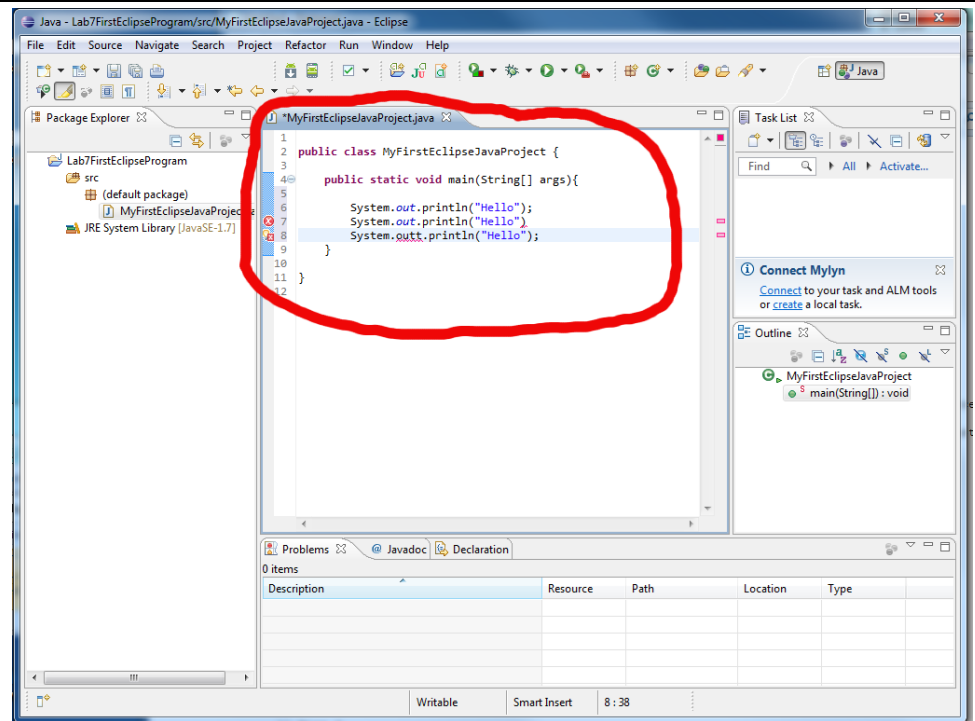 Java - Lab7FirstEclipseProgram/src/MyFirstEclipseJavaProject.java - Eclipse
File Edit Source Navigate Search Project Refactor Run Window Help
Java
Package Explorer
Lab7FirstEclipseProgram
src
(default package)
MyFirstEclipseJavaProjec
JRE System Library [JavaSE-1.7]
*MyFirstEclipseJavaProject.java
1
2 public class MyFirstEclipseJavaProject {
3
4 public static void main(String[] args){
5
6 System.out.println("Hello");
7 System.out.println("Hello")
8 System.outt.println("Hello");
9 }
10
11 }
12
Task List
Find All Activate...
Connect Mylyn
Connect to your task and ALM tools
or create a local task.
Outline
MyFirstEclipseJavaProject
main(String[]) : void
Problems Javadoc Declaration
0 items
Description Resource Path Location Type
Writable Smart Insert 8 : 38